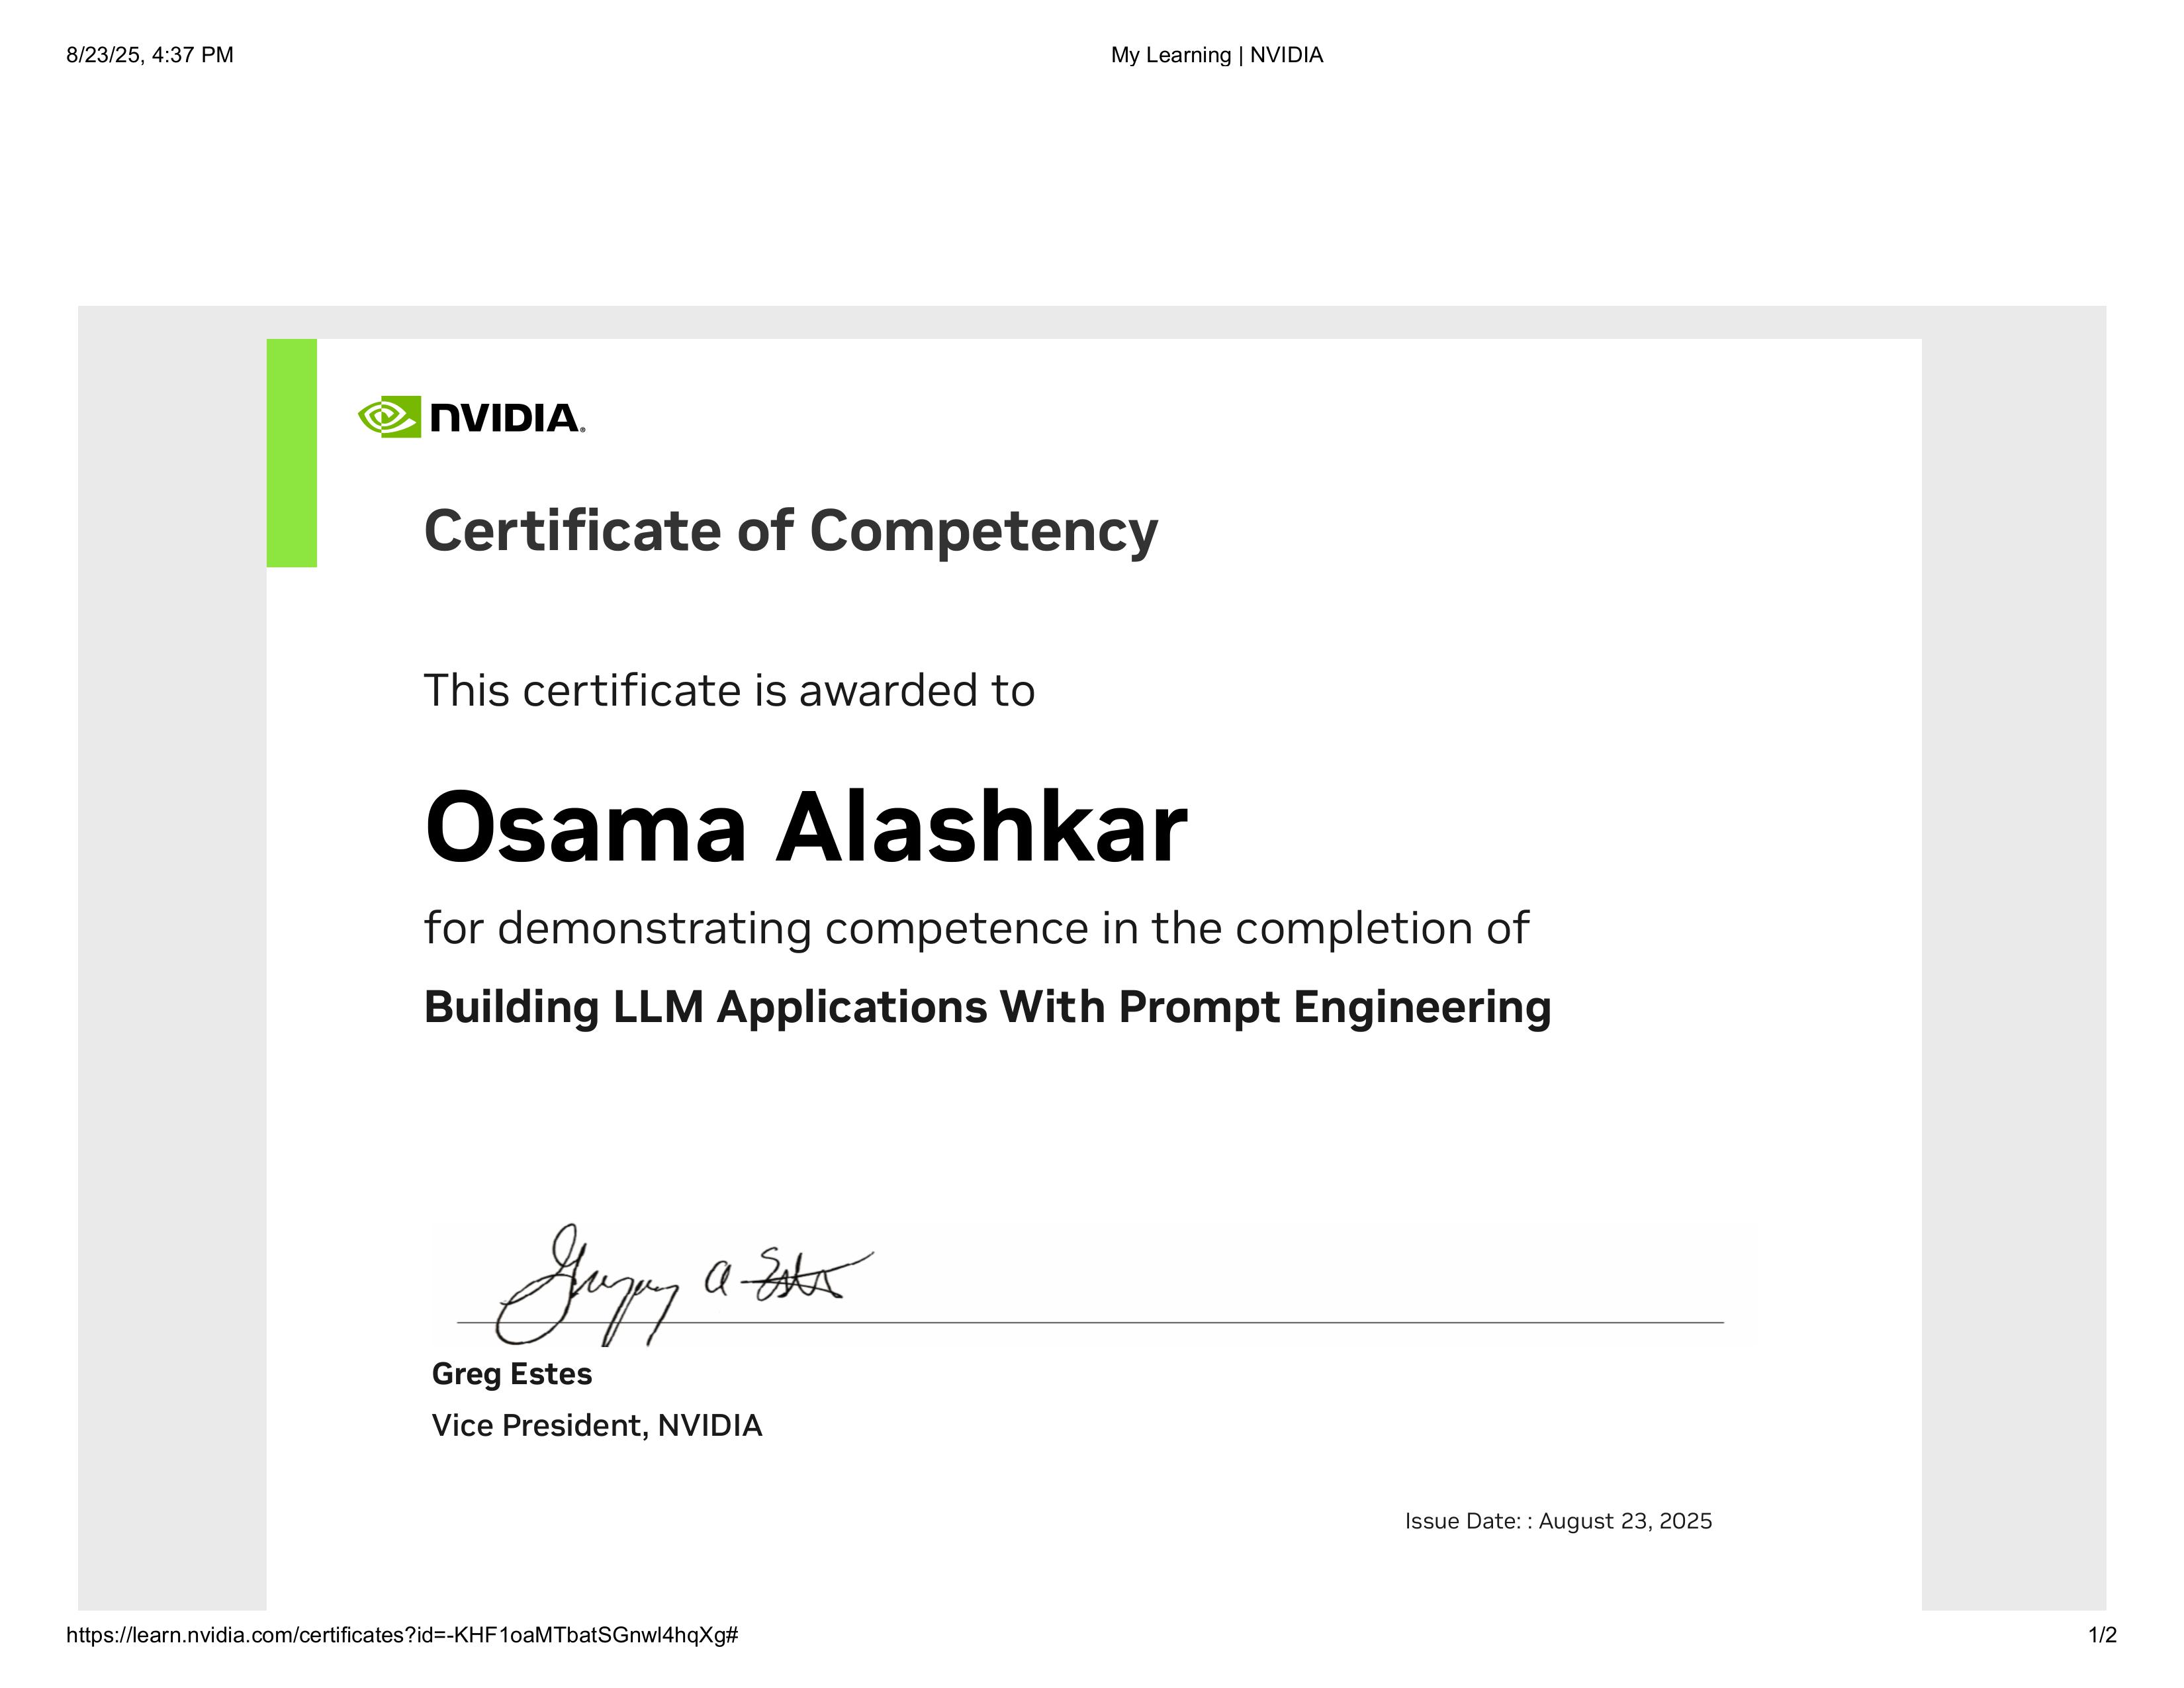 8/23/25, 4:37 PM
My Learning | NVIDIA
NVIDIA.
Certificate of Competency
This certificate is awarded to
Osama Alashkar
for demonstrating competence in the completion of
Building LLM Applications With Prompt Engineering
Greg Estes
Vice President, NVIDIA
Issue Date: : August 23, 2025
https://learn.nvidia.com/certificates?id=-KHF1oaMTbatSGnwl4hqXg#
1/2